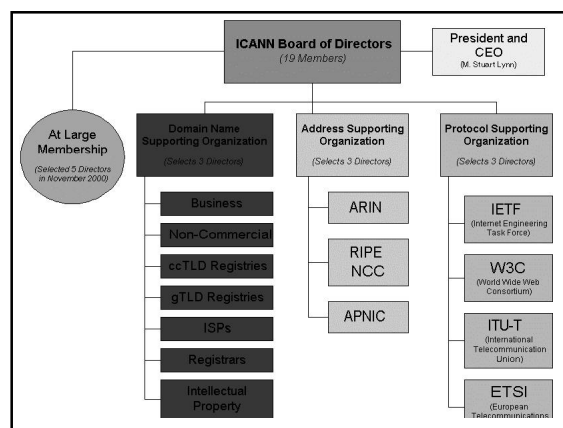 ICANN Board of Directors
(19 Members)
President and
CEO
(M. Stuart Lynn)
At Large
Membership
(Selected 5 Directors
in November 2000)
Domain Name
Supporting Organization
(Selects 3 Directors)
Business
Non-Commercial
ccTLD Registries
gTLD Registries
ISPs
Registrars
Intellectual
Property
Address Supporting
Organization
(Selects 3 Directors)
ARIN
RIPE
NCC
APNIC
Protocol Supporting
Organization
(Selects 3 Directors)
IETF
(Internet Engineering
Task Force)
W3C
(World Wide Web
Consortium)
ITU-T
(International
Telecommunication
Union)
ETSI
(European
Telecommunications